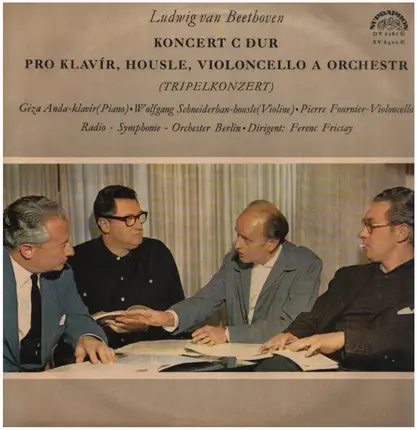 Ludwig van Beethoven
SUPRAPHON
KONCERT C DUR
PRO KLAVÍR, HOUSLE, VIOLONCELLO A ORCHESTR
(TRIPELKONZERT)
Géza Anda-klavír (Piano) • Wolfgang Schneiderhan-housle (Violine) • Pierre Fournier-Violoncello
Radio - Symphonie - Orchester Berlin • Dirigent: Ferenc Fricsay